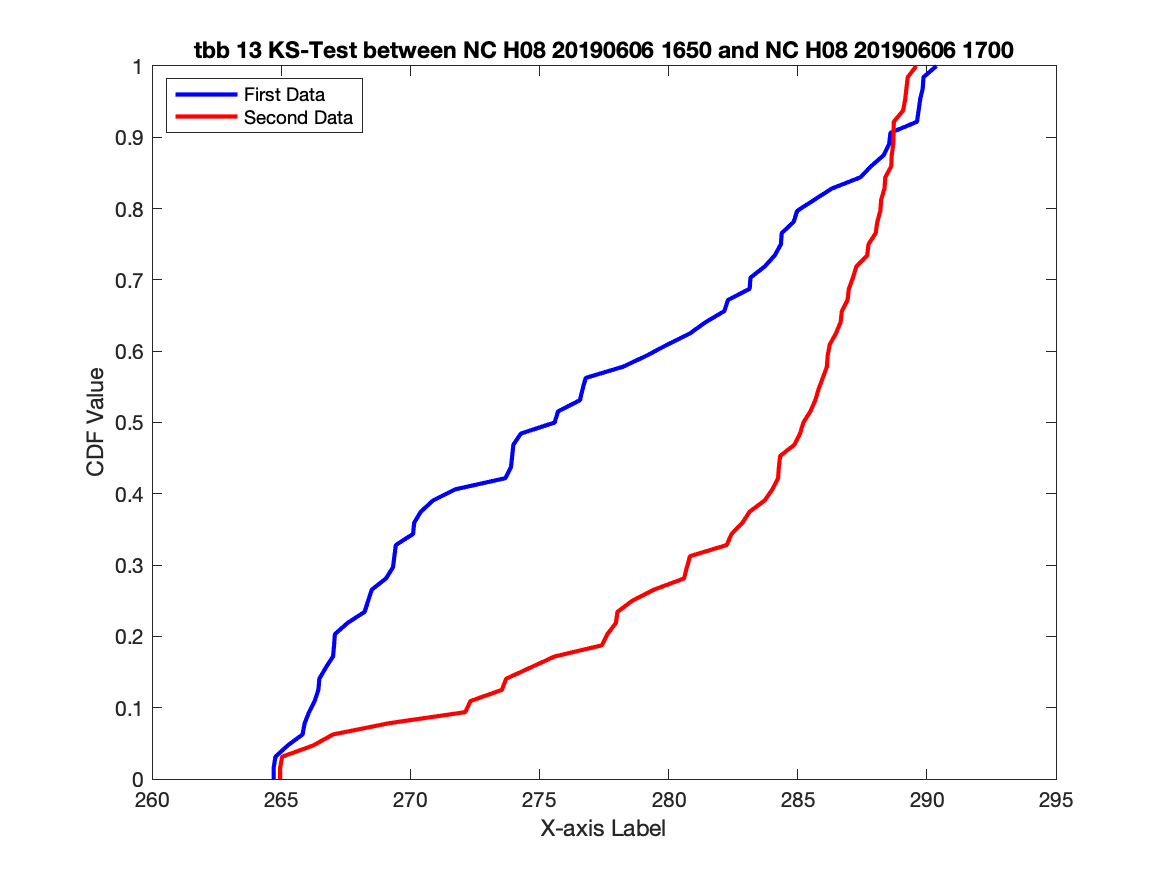 tbb 13 KS-Test between NC H08 20190606 1650 and NC H08 20190606 1700
First Data
Second Data
1
0.9
0.8
0.7
0.6
0.5
0.4
0.3
0.2
0.1
0
CDF Value
260 265 270 275 280 285 290 295
X-axis Label